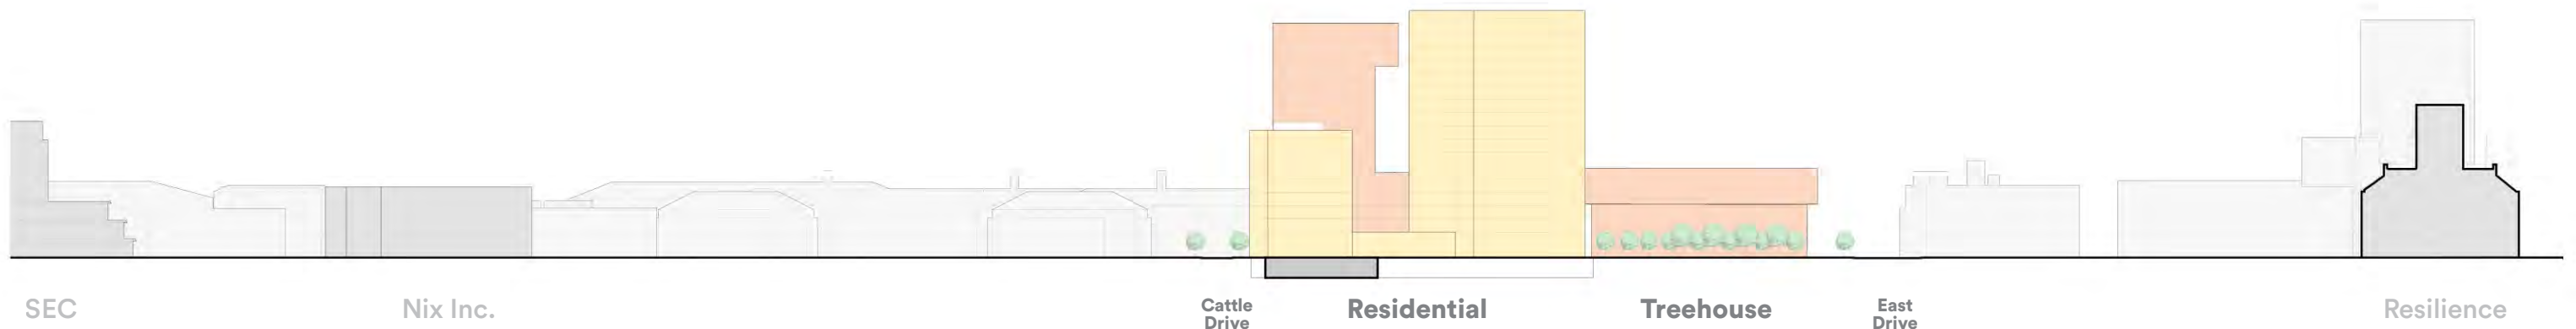 SEC
Nix Inc.
Cattle
Drive
Residential
Treehouse
East
Drive
Resilience